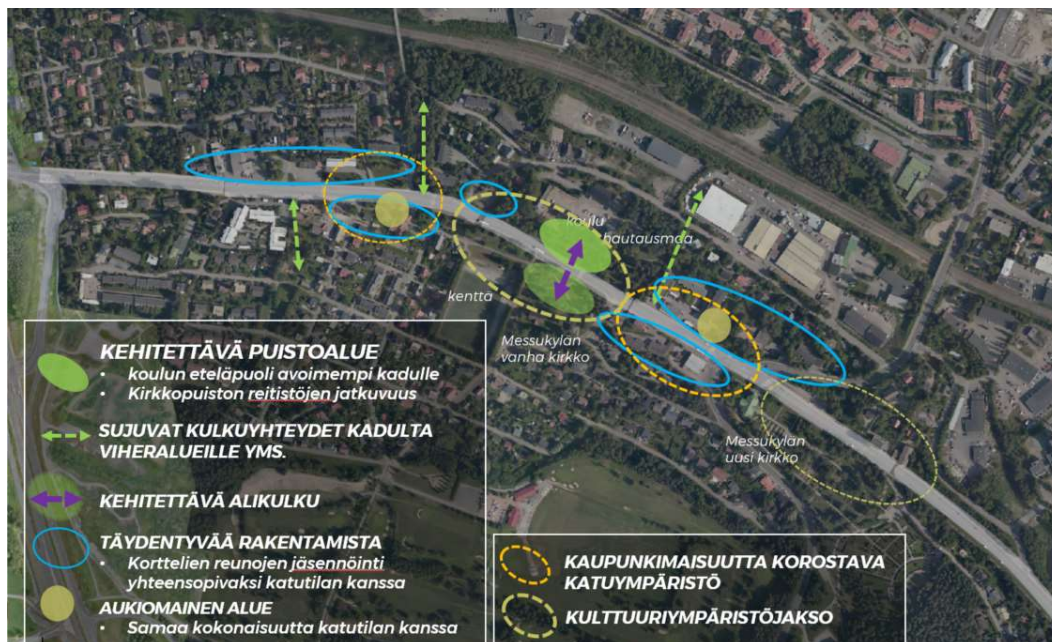 koulu
hautausmaa
kenttä
Messukylän
vanha kirkko
Messukylän
uusi kirkko
KEHITETTÄVÄ PUISTOALUE
• koulun eteläpuoli avoimempi kadulle
• Kirkkopuiston reitistöjen jatkuvuus
SUJUVAT KULKUYHTEYDET KADULTA
VIHERALUEILLE YMS.
KEHITETTÄVÄ ALIKULKU
TÄYDENTYVÄÄ RAKENTAMISTA
• Korttelien reunojen jäsennöinti
yhteensopivaksi katutilan kanssa
AUKIOMAINEN ALUE
• Samaa kokonaisuutta katutilan kanssa
KAUPUNKIMAISUUTTA KOROSTAVA
KATUYMPÄRISTÖ
KULTTUURIYMPÄRISTÖJAKSO